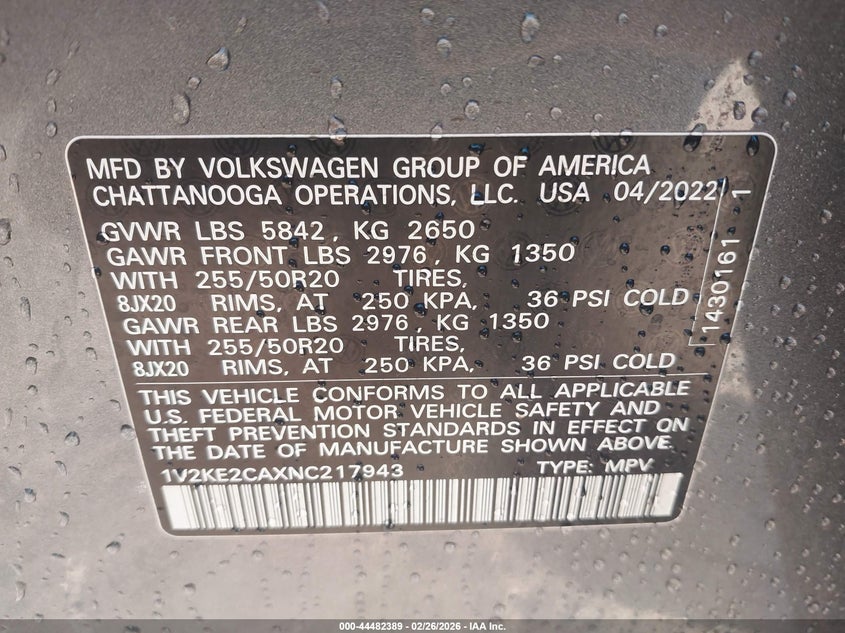 MFD BY VOLKSWAGEN GROUP OF AMERICA
CHATTANOOGA OPERATIONS, LLC. USA 04/2022
GVWR LBS 5842, KG 2650
GAWR FRONT LBS 2976, KG 1350
WITH 255/50R20 TIRES,
8JX20 RIMS, AT 250 KPA, 36 PSI COLD
GAWR REAR LBS 2976, KG 1350
WITH 255/50R20 TIRES,
8JX20 RIMS, AT 250 KPA, 36 PSI COLD
1430161 1
THIS VEHICLE CONFORMS TO ALL APPLICABLE
U.S. FEDERAL MOTOR VEHICLE SAFETY AND
THEFT PREVENTION STANDARDS IN EFFECT ON
THE DATE OF MANUFACTURE SHOWN ABOVE.
1V2KE2CAXNC217943 TYPE: MPV
000-44482389 - 02/26/2026 - IAA Inc.